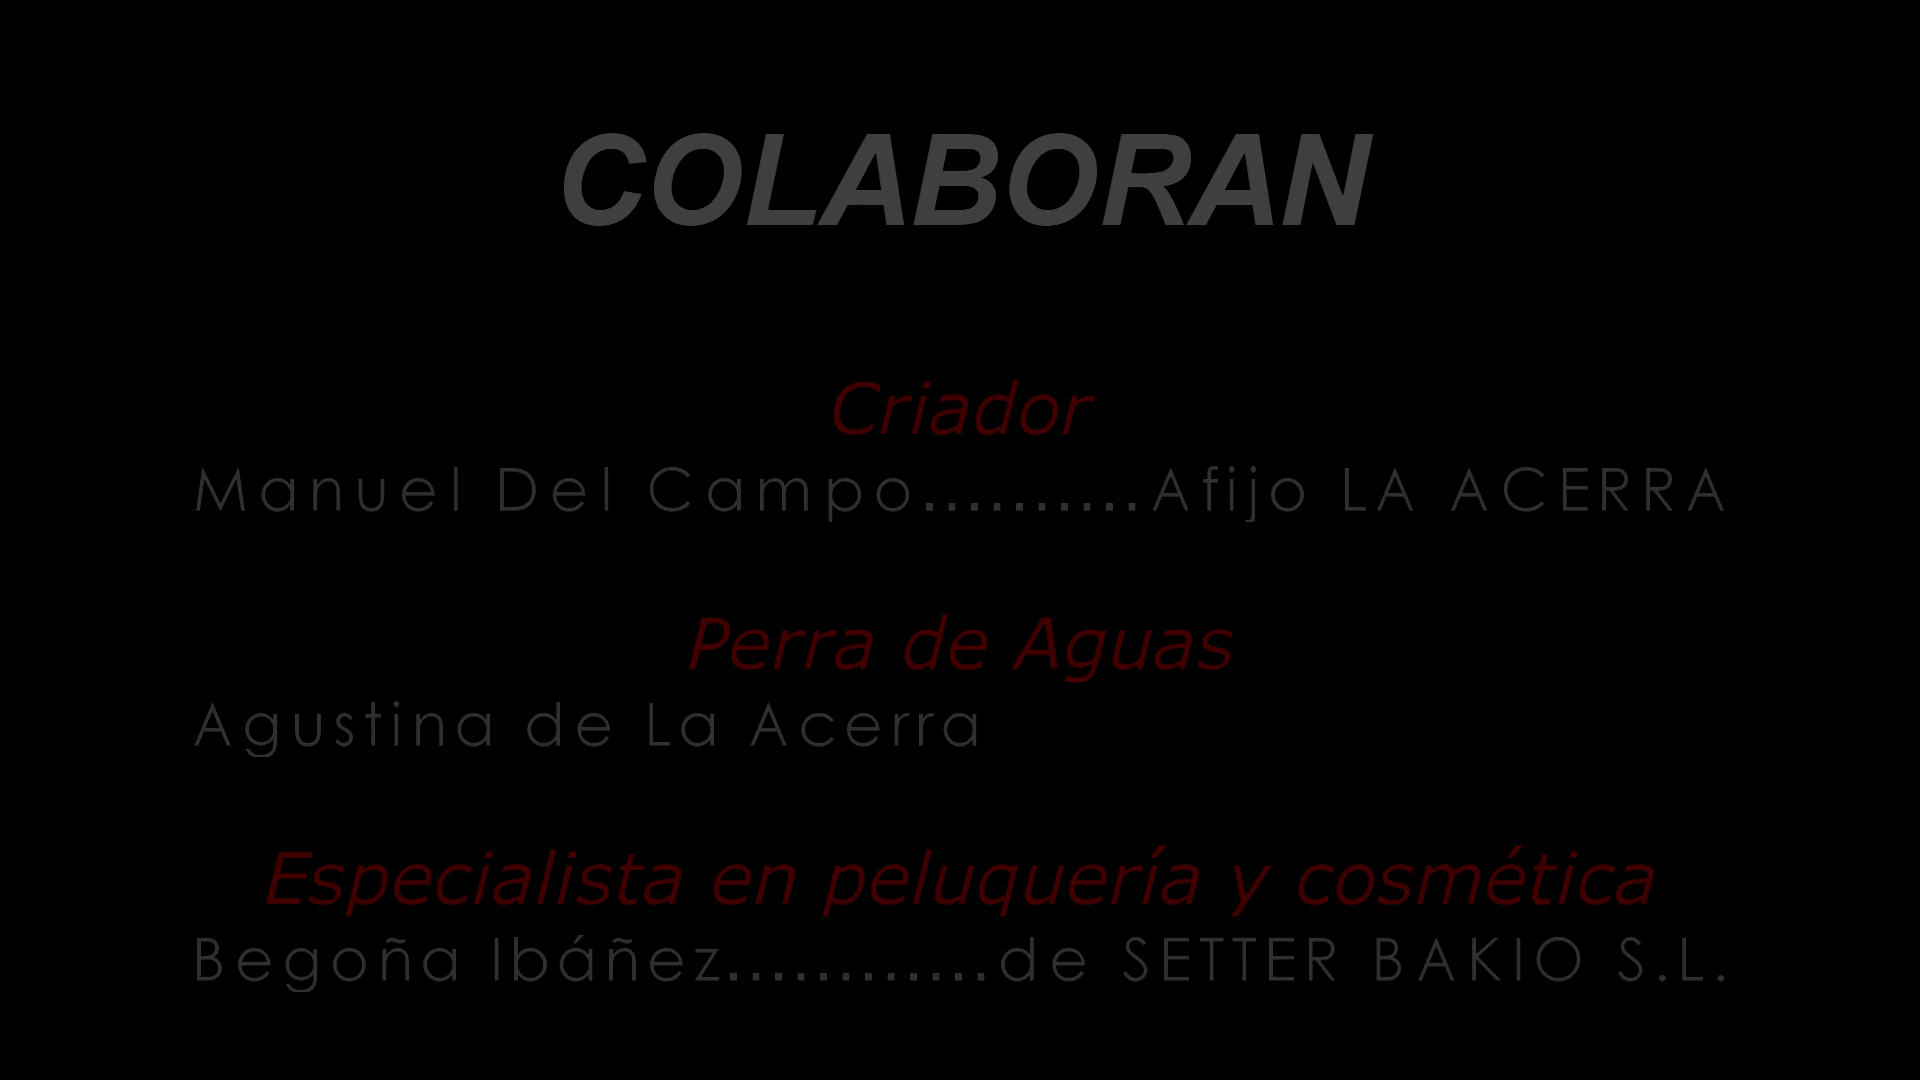 COLABORAN
Criador
Manuel Del Campo..........Afijo LA ACERRA
Perra de Aguas
Agustina de La Acerra
Especialista en peluquería y cosmética
Begoña Ibáñez............de SETTER BAKIO S.L.